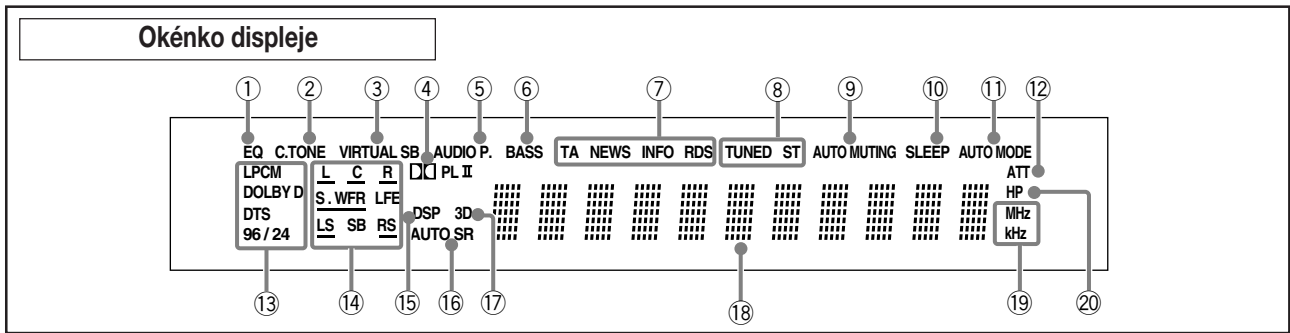 Okénko displeje
① ② ③ ④ ⑤ ⑥ ⑦ ⑧ ⑨ ⑩ ⑪ ⑫
EQ C.TONE VIRTUAL SB AUDIO P. BASS TA NEWS INFO RDS TUNED ST AUTO MUTING SLEEP AUTO MODE
LPCM L C R PL II ATT
DOLBY D S.WFR LFE HP
DTS DSP 3D MHz
96/24 LS SB RS AUTO SR kHz
⑬ ⑭ ⑮ ⑯ ⑰ ⑱ ⑲ ⑳